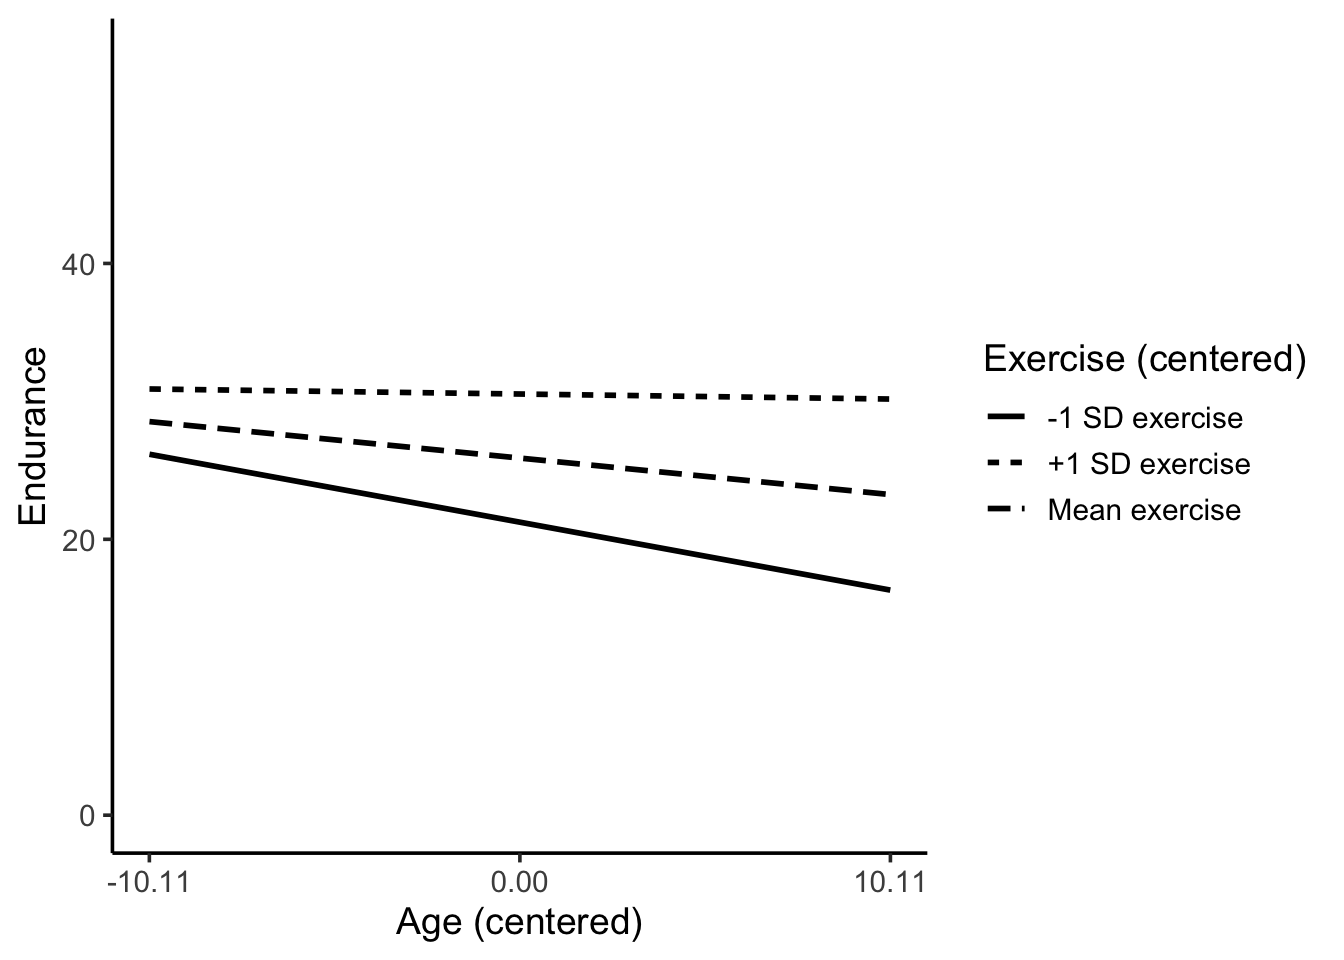 Endurance
40
20
0
-10.11
0.00
10.11
Age (centered)
Exercise (centered)
-1 SD exercise
+1 SD exercise
Mean exercise